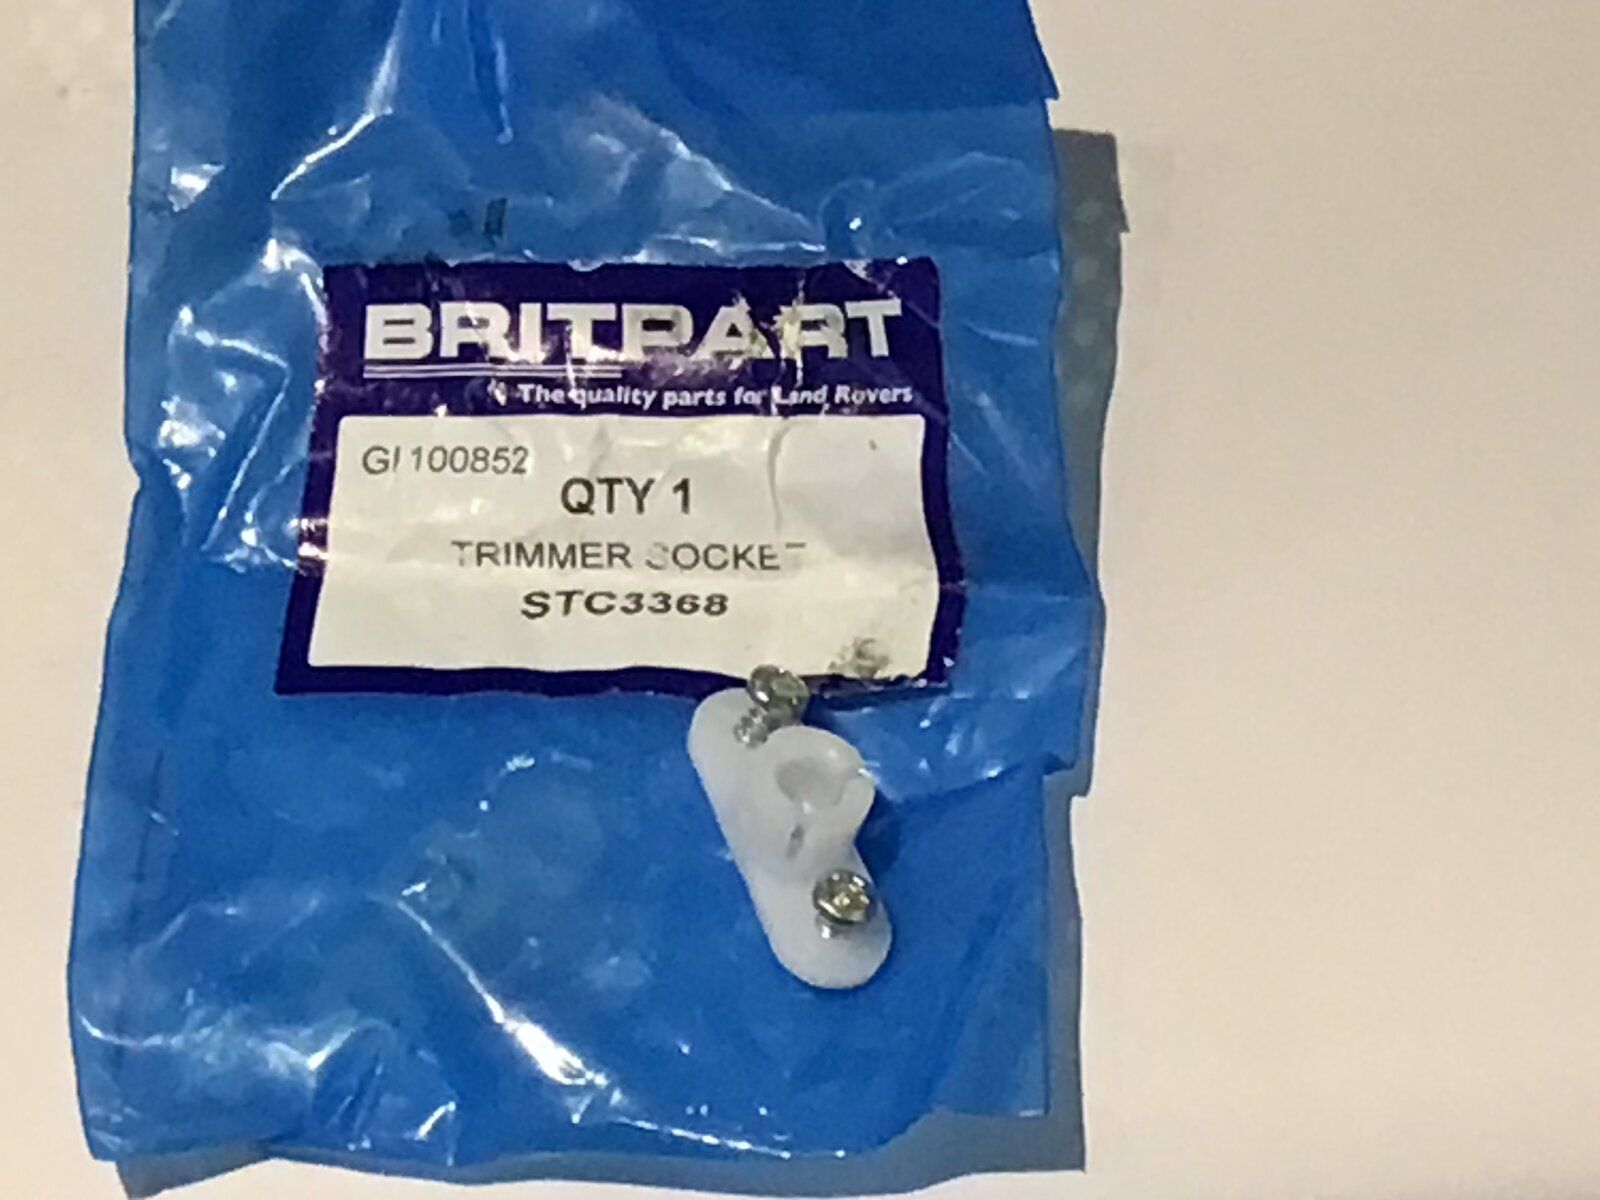 BRITPART
The quality parts for Land Rovers
GI 100852
QTY 1
TRIMMER SOCKET
STC3368